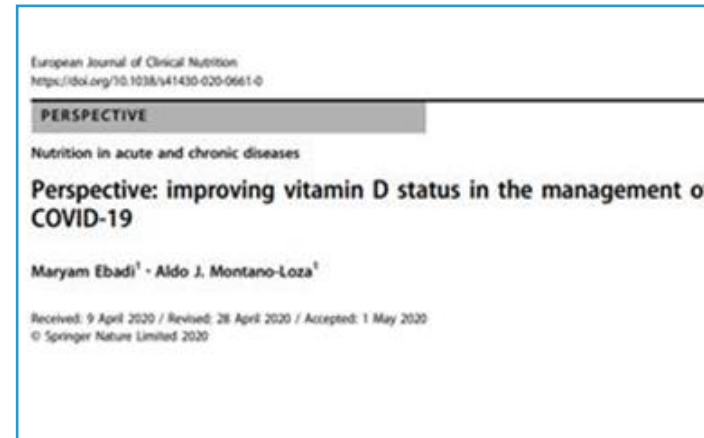 European Journal of Clinical Nutrition
https://doi.org/10.1038/s41430-020-0661-0
PERSPECTIVE
Nutrition in acute and chronic diseases
Perspective: improving vitamin D status in the management o
COVID-19
Maryam Ebadi1 · Aldo J. Montano-Loza1
Received: 9 April 2020 / Revised: 28 April 2020 / Accepted: 1 May 2020
© Springer Nature Limited 2020